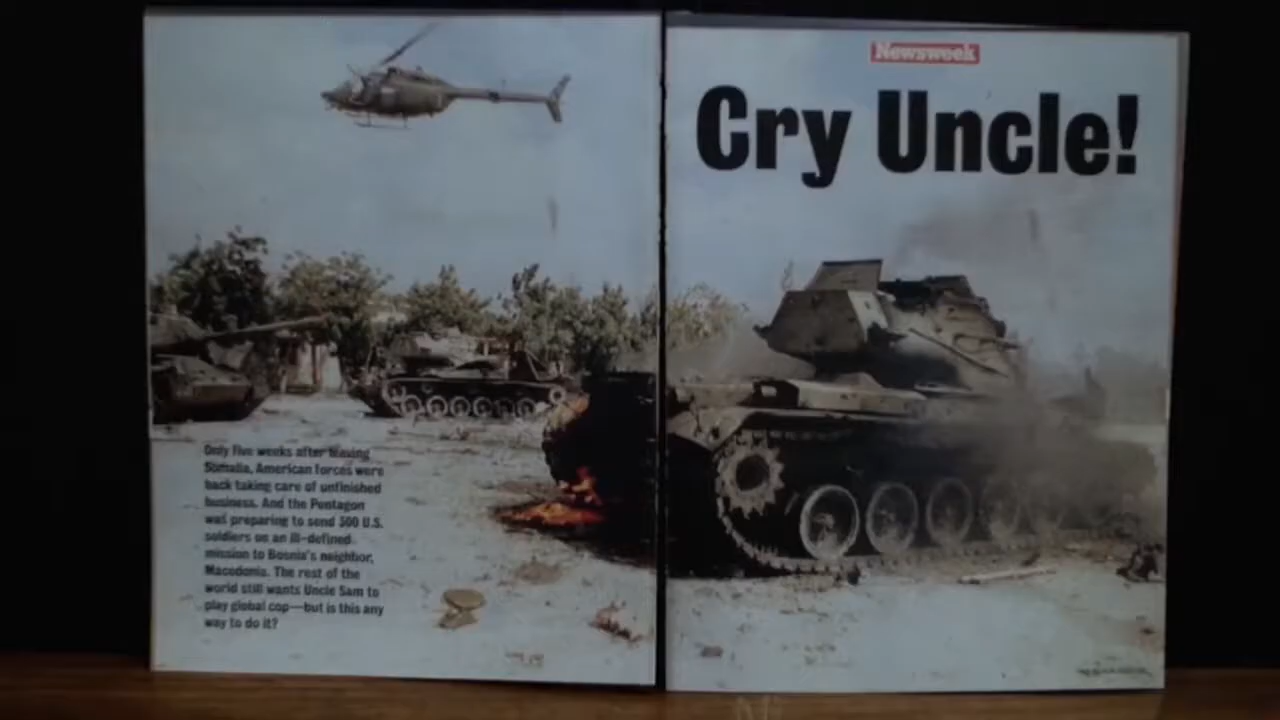 Newsweek
Cry Uncle!
Only five weeks after leaving
Somalia, American forces were
back taking care of unfinished
business. And the Pentagon
was preparing to send 300 U.S.
soldiers on an ill-defined
mission to Bosnia's neighbor,
Macedonia. The rest of the
world still wants Uncle Sam to
play global cop—but is this any
way to do it?